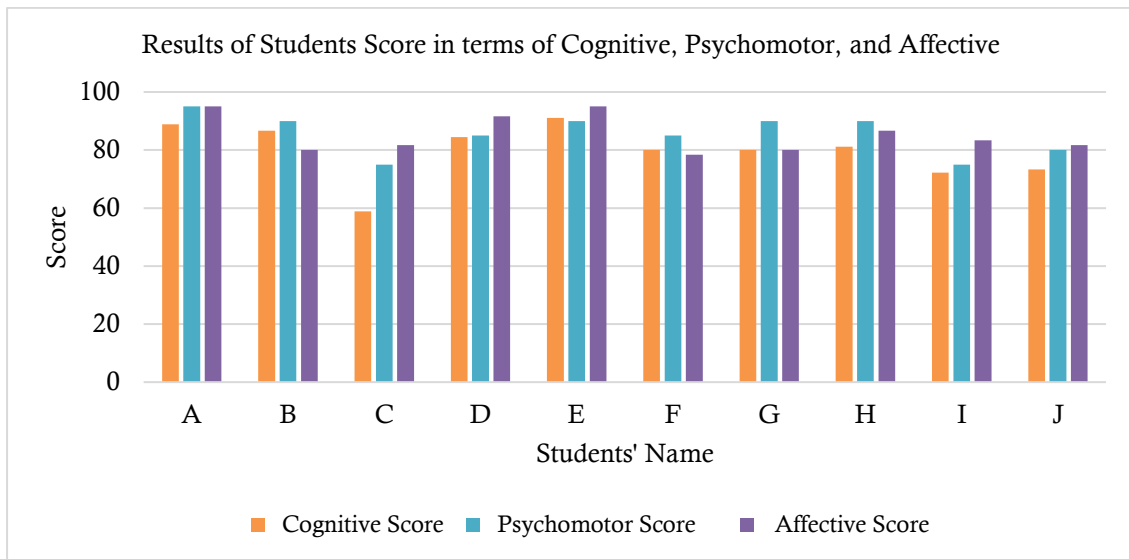 Results of Students Score in terms of Cognitive, Psychomotor, and Affective
100
80
60
40
20
0
Score
A B C D E F G H I J
Students' Name
Cognitive Score Psychomotor Score Affective Score